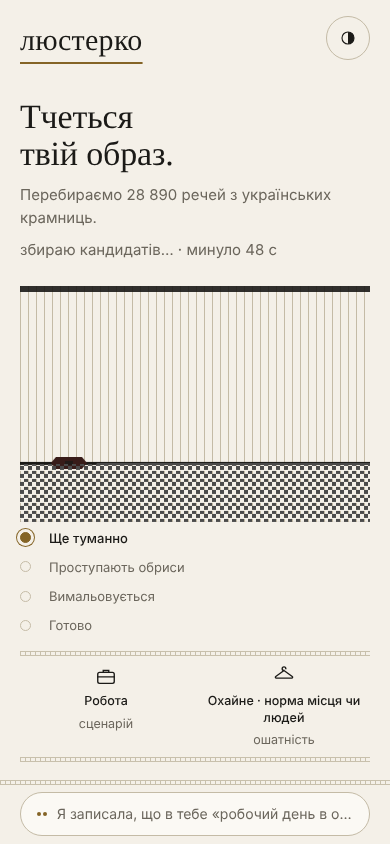 люстерко
Тчеться
твій образ.
Перебираємо 28 890 речей з українських
крамниць.
збираю кандидатів... · минуло 48 с
Ще туманно
Проступають обриси
Вимальовується
Готово
Робота
сценарій
Охайне · норма місця чи
людей
ошатність
Я записала, що в тебе «робочий день в о...